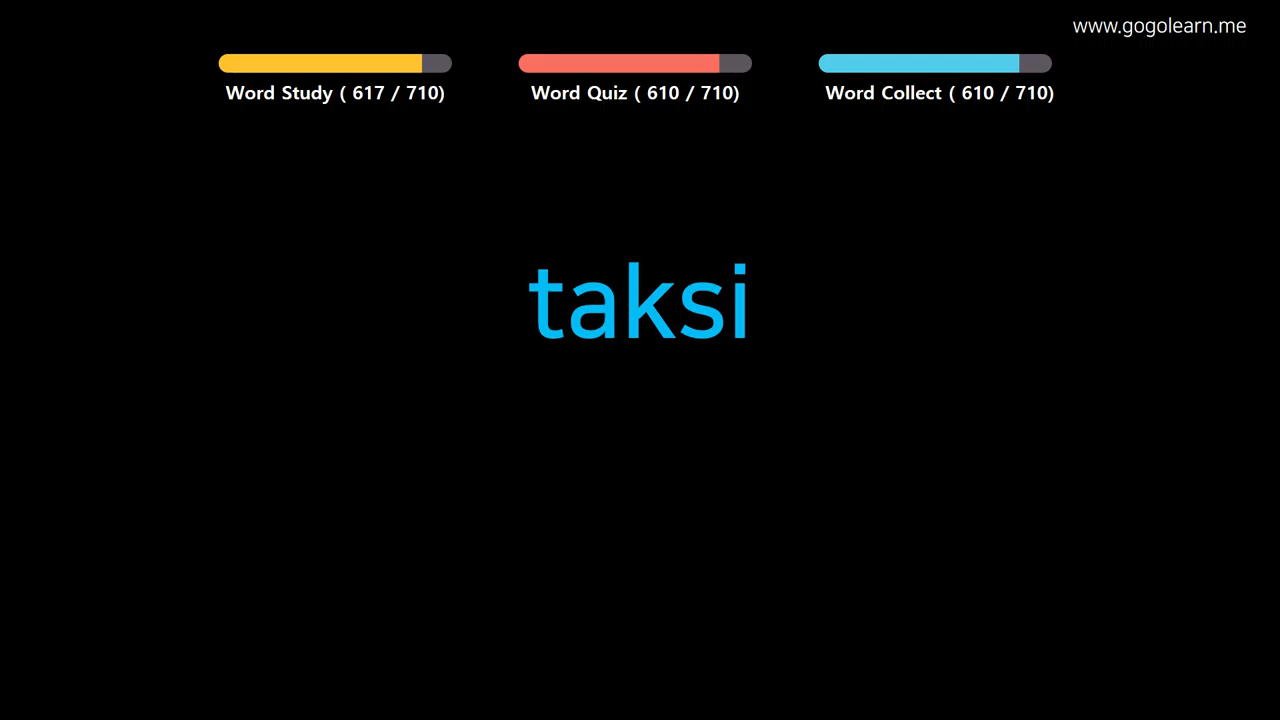 www.gogolearn.me
Word Study ( 617 / 710)
Word Quiz ( 610 / 710)
Word Collect ( 610 / 710)
taksi